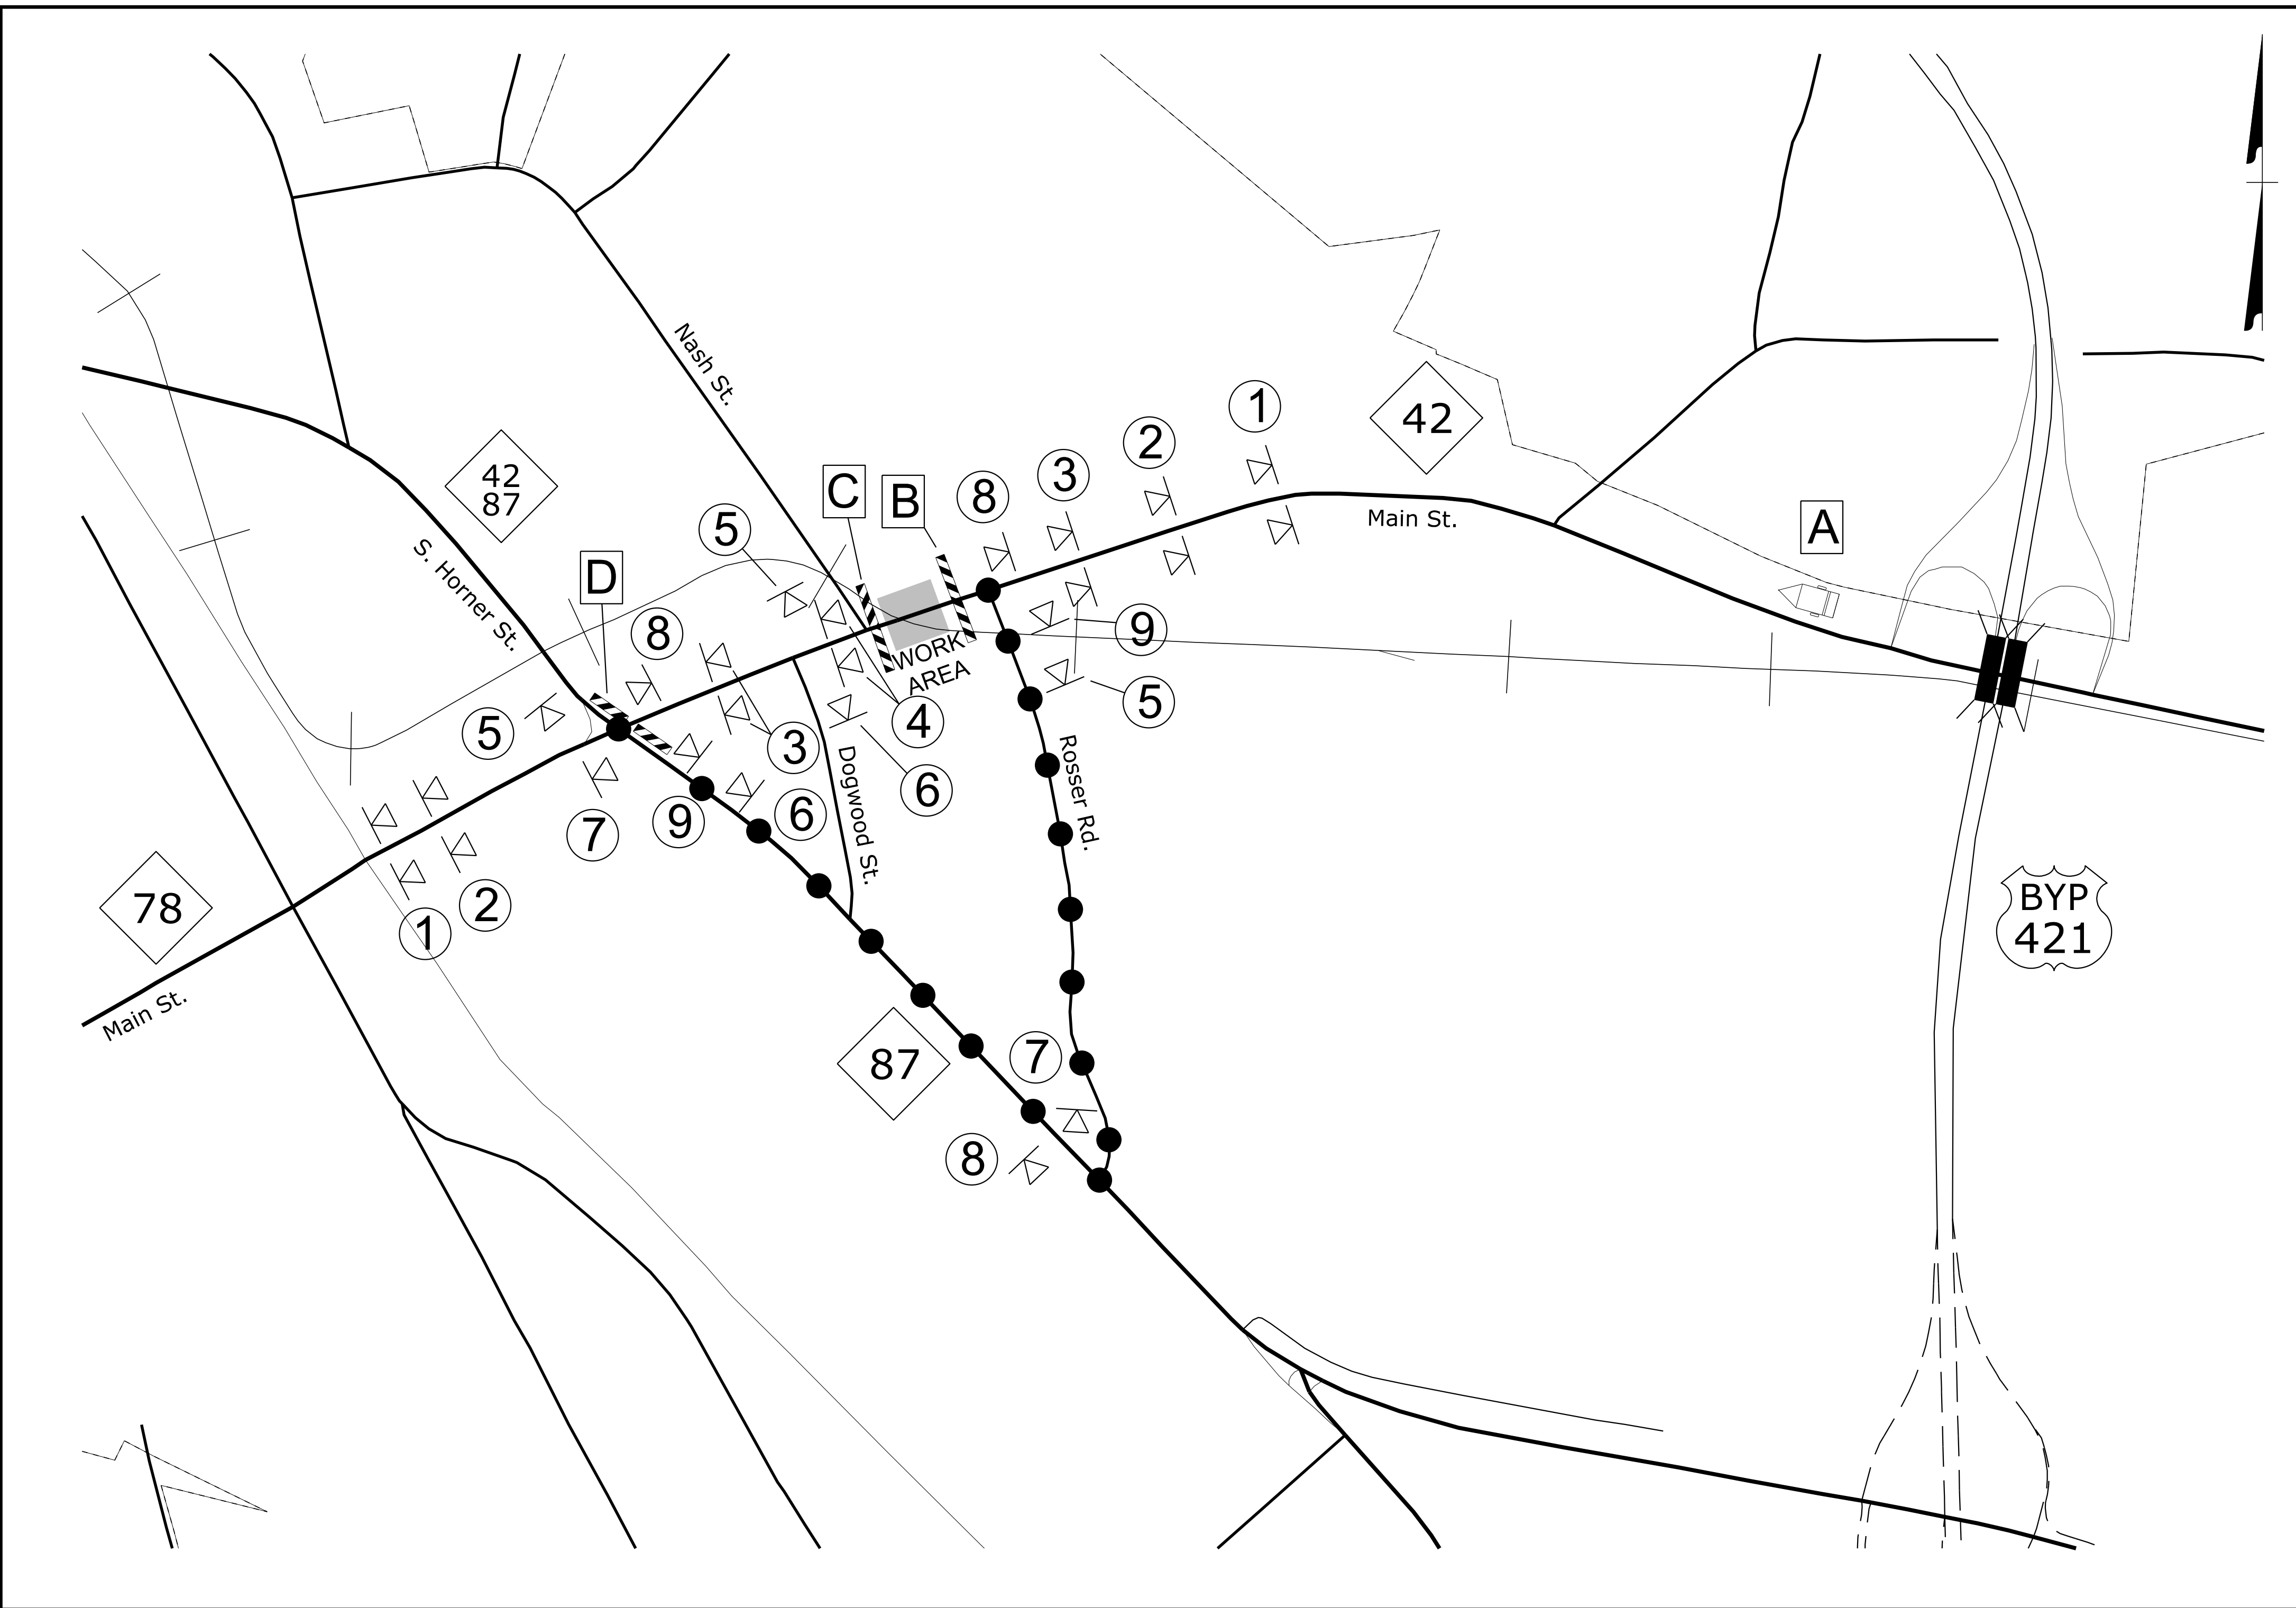 Nash St.
1
42
2
42
87
3
C
B
8
5
A
Main St.
S. Horner St.
D
8
9
WORK
AREA
5
5
4
3
Rosser Rd.
Dogwood St.
6
7
9
6
78
2
1
BYP
421
Main St.
87
7
8